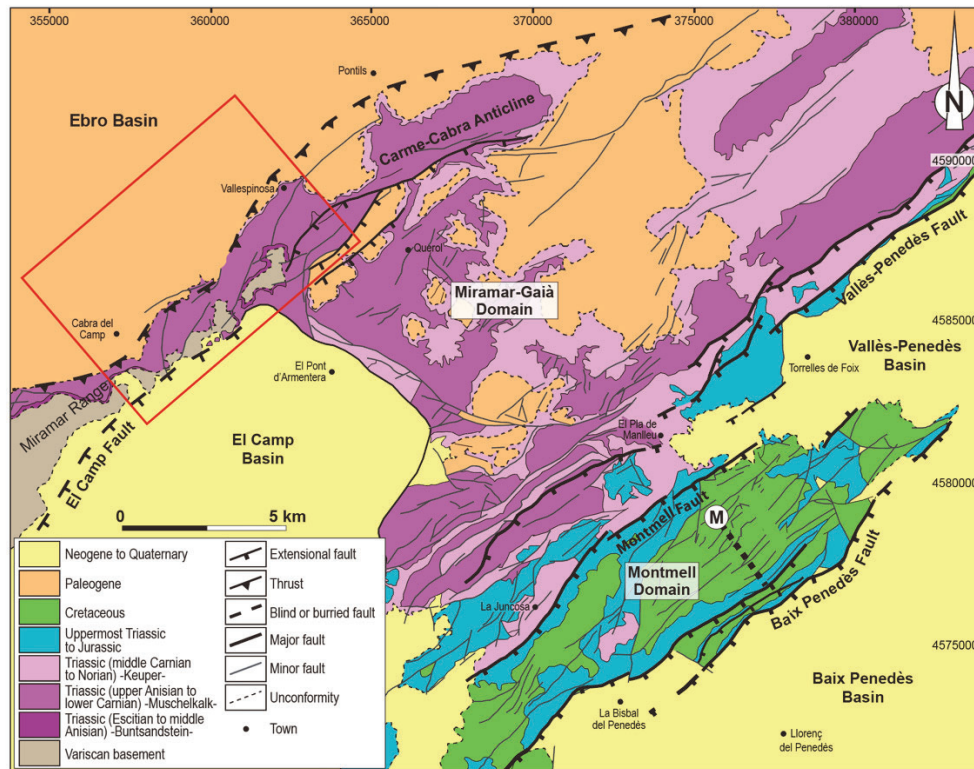 355000
360000
365000
370000
375000
380000
Pontils
N
Ebro Basin
Carme-Cabra Anticline
4590000
Vallespinosa
Querol
Vallès-Penedès Fault
Miramar-Gaià
Domain
Cabra del
Camp
4585000
El Pont
d'Armentera
Vallès-Penedès
Basin
Torrelles de Foix
Miramar Range
El Camp Fault
El Camp
Basin
El Pla de
Manlleu
4580000
0 5 km
Montmell Fault
M
Neogene to Quaternary
Paleogene
Cretaceous
Uppermost Triassic
to Jurassic
Triassic (middle Carnian
to Norian) -Keuper-
Triassic (upper Anisian to
lower Carnian) -Muschelkalk-
Triassic (Escitian to middle
Anisian) -Buntsandstein-
Variscan basement
Extensional fault
Thrust
Blind or burried fault
Major fault
Minor fault
Unconformity
Town
Montmell
Domain
Baix Penedès Fault
La Juncosa
4575000
Baix Penedès
Basin
La Bisbal
del Penedés
Llorenç
del Penedés